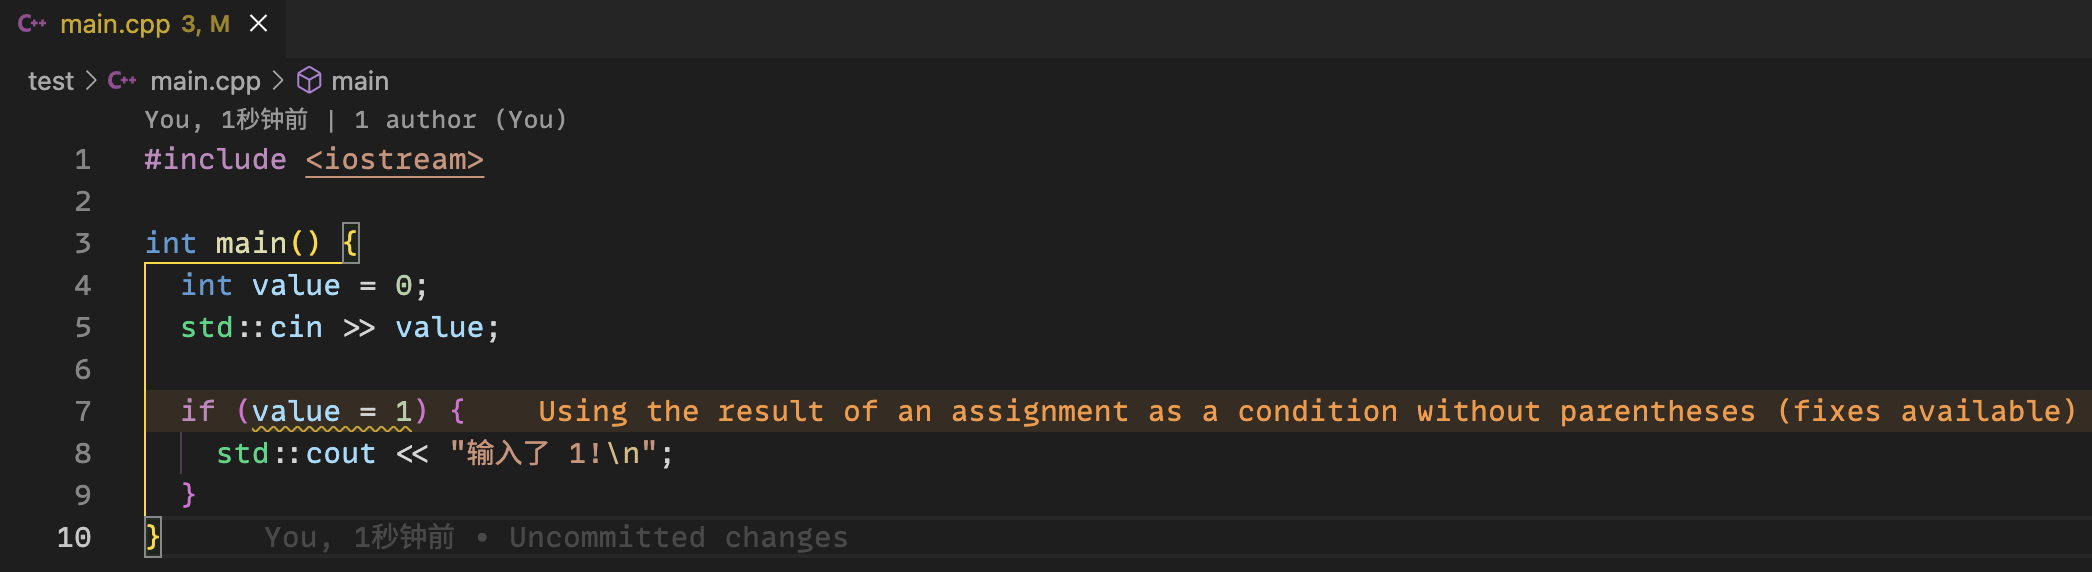 C++ main.cpp 3, M
test > C++ main.cpp > main
You, 1秒钟前 | 1 author (You)
1 #include <iostream>
2
3 int main() {
4 int value = 0;
5 std::cin >> value;
6
7 if (value = 1) { Using the result of an assignment as a condition without parentheses (fixes available)
8 std::cout << "输入了 1!\n";
9 }
10 } You, 1秒钟前 • Uncommitted changes